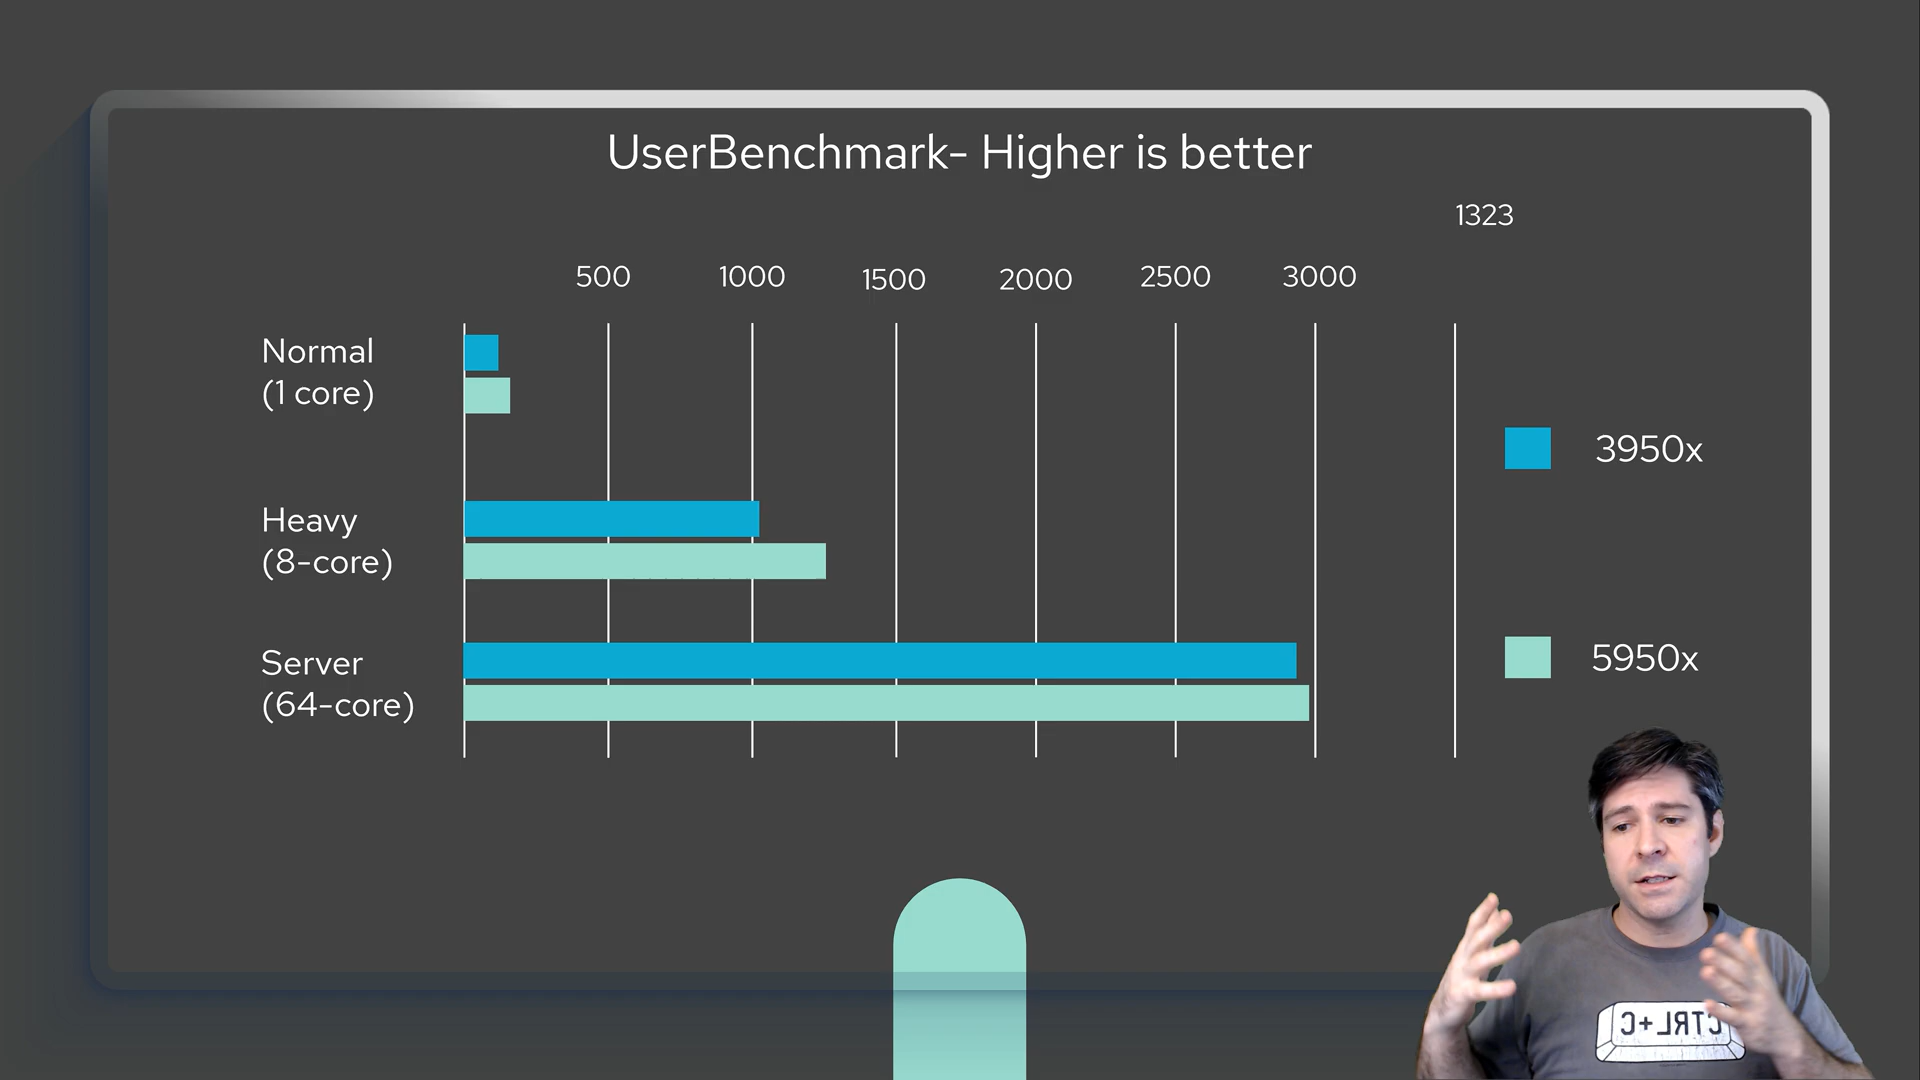 UserBenchmark- Higher is better
1323
500 1000 1500 2000 2500 3000
Normal
(1 core)
3950x
Heavy
(8-core)
5950x
Server
(64-core)
CTRL+C